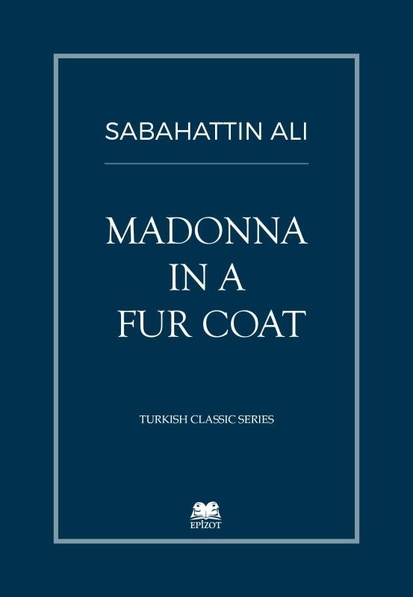 SABAHATTIN ALI
MADONNA
IN A
FUR COAT
TURKISH CLASSIC SERIES
EPİZOT